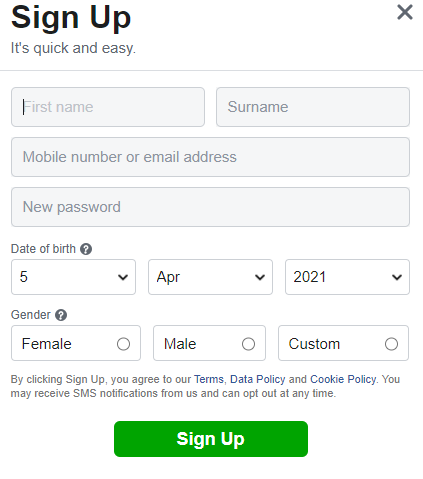 Sign Up
It's quick and easy.
First name
Surname
Mobile number or email address
New password
Date of birth ?
5
Apr
2021
Gender ?
Female
Male
Custom
By clicking Sign Up, you agree to our Terms, Data Policy and Cookie Policy. You
may receive SMS notifications from us and can opt out at any time.
Sign Up